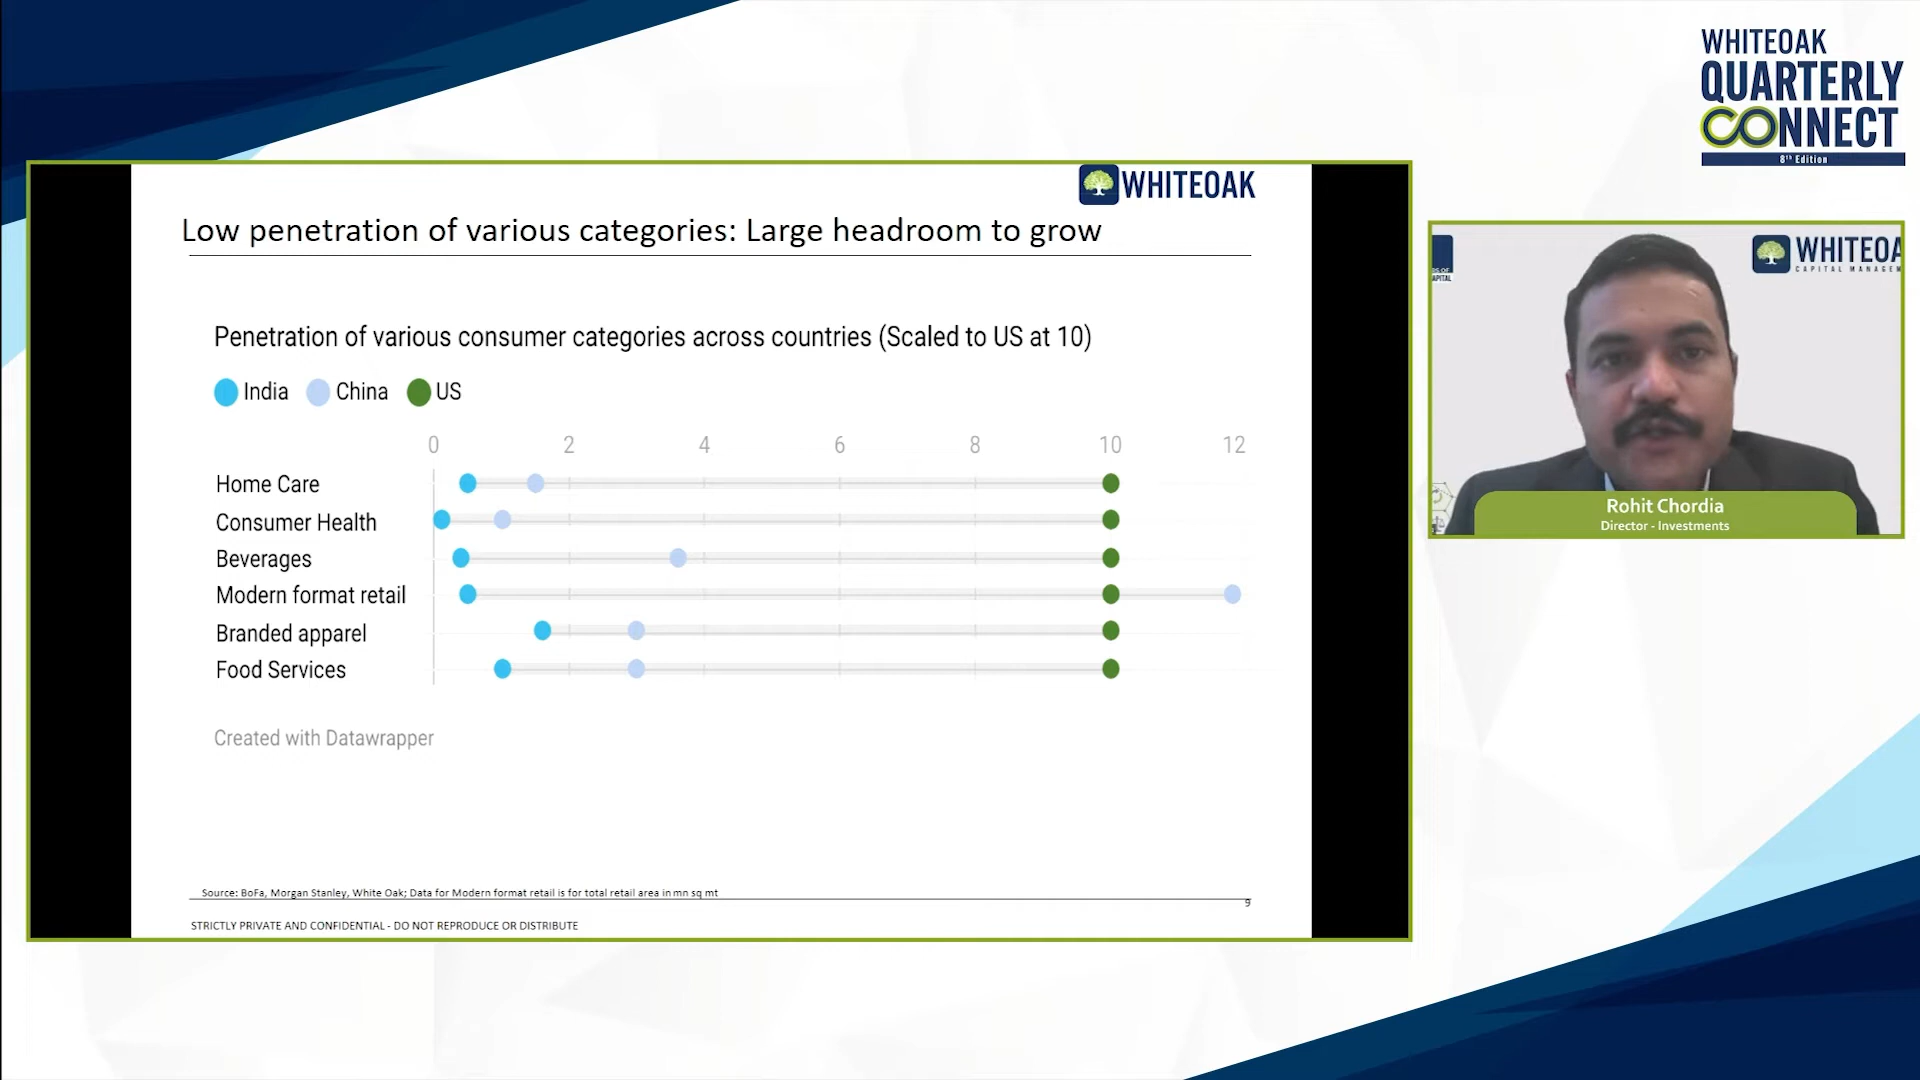 WHITEOAK
QUARTERLY
CONNECT
8th Edition
WHITEOAK
Low penetration of various categories: Large headroom to grow
Penetration of various consumer categories across countries (Scaled to US at 10)
India China US
0 2 4 6 8 10 12
Home Care
Consumer Health
Beverages
Modern format retail
Branded apparel
Food Services
Created with Datawrapper
Source: BoFa, Morgan Stanley, White Oak; Data for Modern format retail is for total retail area in mn sq mt
9
STRICTLY PRIVATE AND CONFIDENTIAL - DO NOT REPRODUCE OR DISTRIBUTE
WHITEOA
CAPITAL MANAGEM
Rohit Chordia
Director - Investments